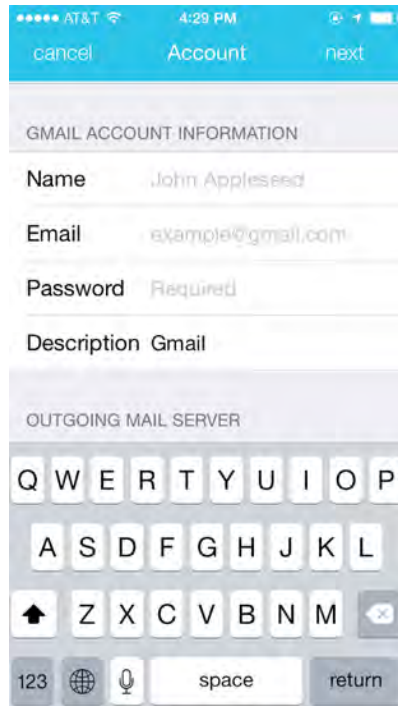 AT&T 4:29 PM
cancel Account next
GMAIL ACCOUNT INFORMATION
Name John Appleseed
Email example@gmail.com
Password Required
Description Gmail
OUTGOING MAIL SERVER
Q W E R T Y U I O P
A S D F G H J K L
Z X C V B N M
123 space return